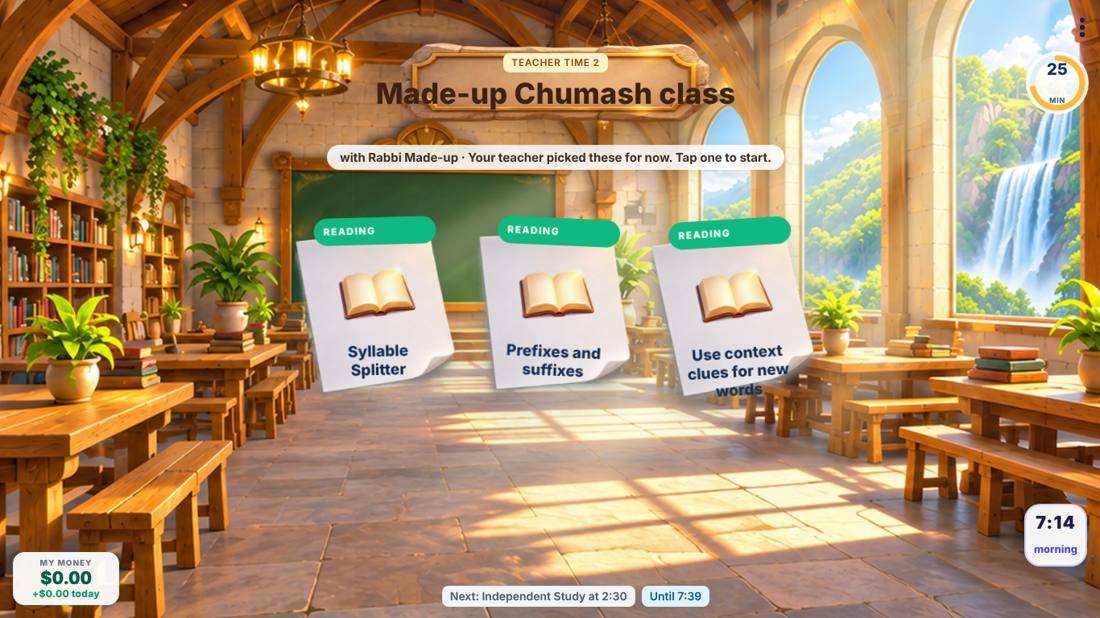 TEACHER TIME 2
Made-up Chumash class
25
MIN
with Rabbi Made-up · Your teacher picked these for now. Tap one to start.
READING
Syllable
Splitter
READING
Prefixes and
suffixes
READING
Use context
clues for new
words
7:14
morning
MY MONEY
$0.00
+$0.00 today
Next: Independent Study at 2:30
Until 7:39